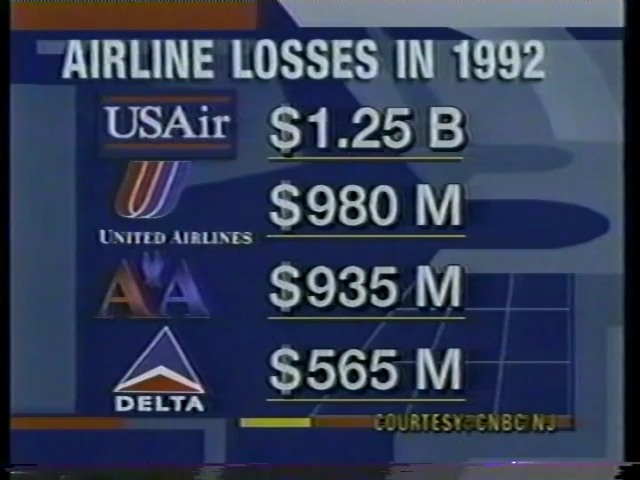 AIRLINE LOSSES IN 1992
USAir $1.25 B
UNITED AIRLINES $980 M
AA $935 M
DELTA $565 M
COURTESY: CNBC NJ